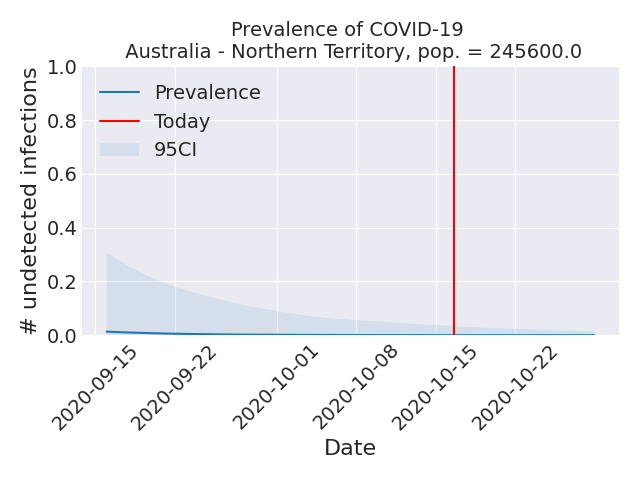 Prevalence of COVID-19
Australia - Northern Territory, pop. = 245600.0
# undetected infections
1.0
0.8
0.6
0.4
0.2
0.0
Prevalence
Today
95CI
2020-09-15
2020-09-22
2020-10-01
2020-10-08
2020-10-15
2020-10-22
Date